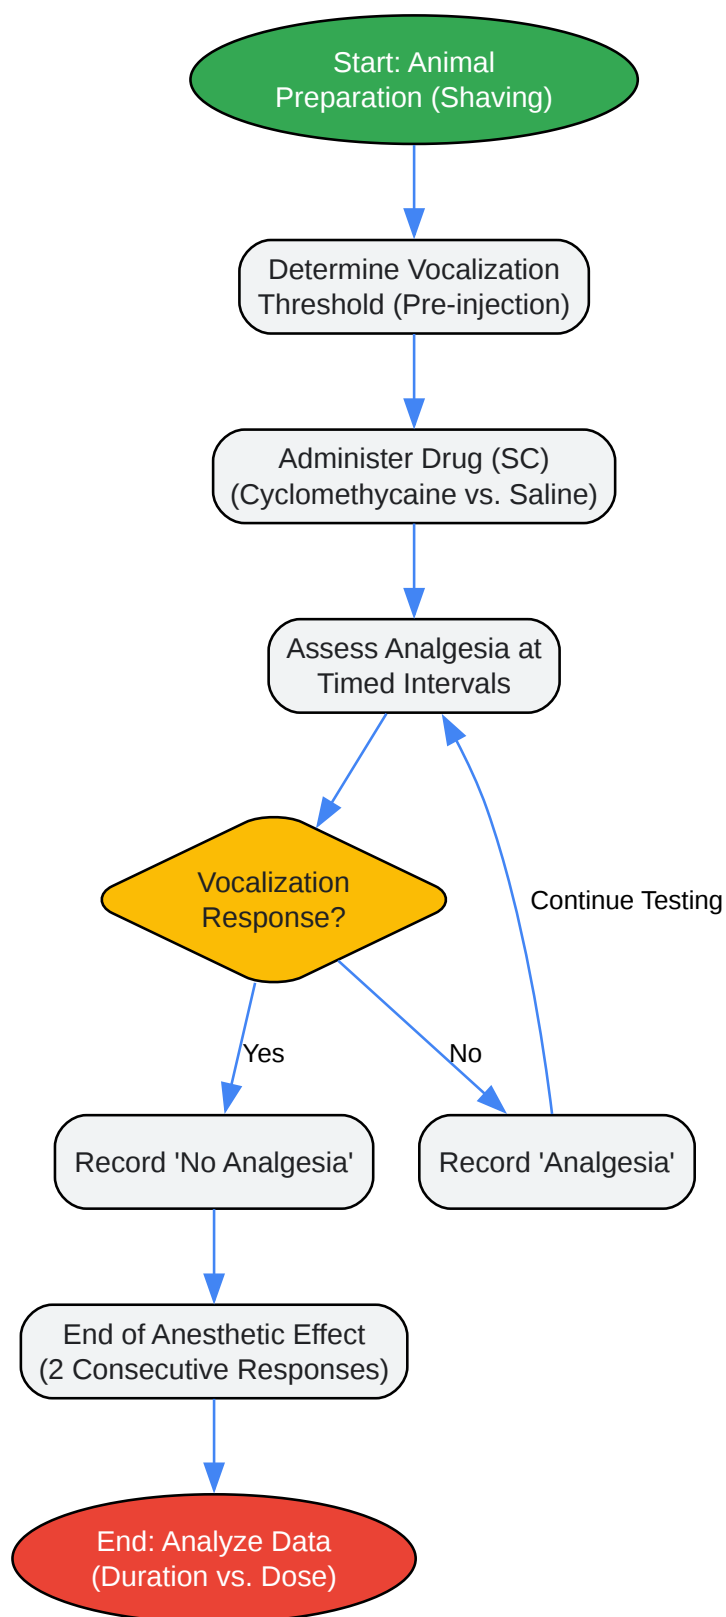 Start: Animal
Preparation (Shaving)
Determine Vocalization
Threshold (Pre-injection)
Administer Drug (SC)
(Cyclomethycaine vs. Saline)
Assess Analgesia at
Timed Intervals
Vocalization
Response?
Continue Testing
Yes
No
Record 'No Analgesia'
Record 'Analgesia'
End of Anesthetic Effect
(2 Consecutive Responses)
End: Analyze Data
(Duration vs. Dose)